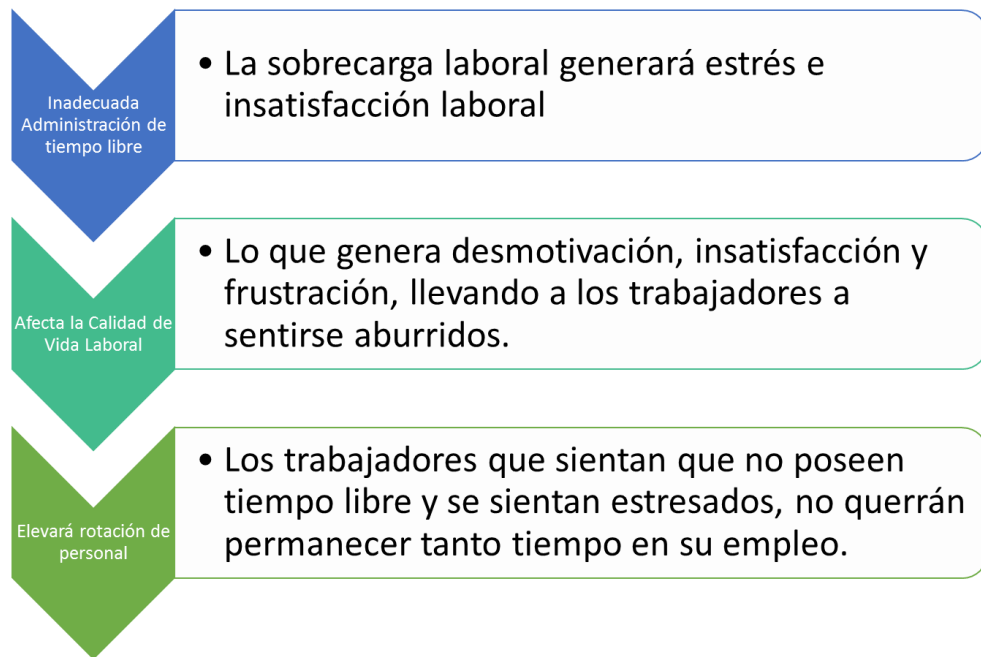 Inadecuada
Administración de
tiempo libre
• La sobrecarga laboral generará estrés e
insatisfacción laboral
Afecta la Calidad de
Vida Laboral
• Lo que genera desmotivación, insatisfacción y
frustración, llevando a los trabajadores a
sentirse aburridos.
Elevará rotación de
personal
• Los trabajadores que sientan que no poseen
tiempo libre y se sientan estresados, no querrán
permanecer tanto tiempo en su empleo.